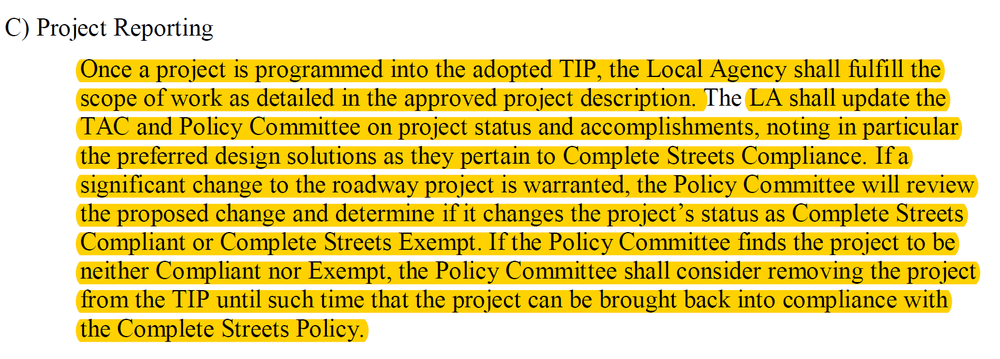 C) Project Reporting
Once a project is programmed into the adopted TIP, the Local Agency shall fulfill the
scope of work as detailed in the approved project description. The LA shall update the
TAC and Policy Committee on project status and accomplishments, noting in particular
the preferred design solutions as they pertain to Complete Streets Compliance. If a
significant change to the roadway project is warranted, the Policy Committee will review
the proposed change and determine if it changes the project’s status as Complete Streets
Compliant or Complete Streets Exempt. If the Policy Committee finds the project to be
neither Compliant nor Exempt, the Policy Committee shall consider removing the project
from the TIP until such time that the project can be brought back into compliance with
the Complete Streets Policy.